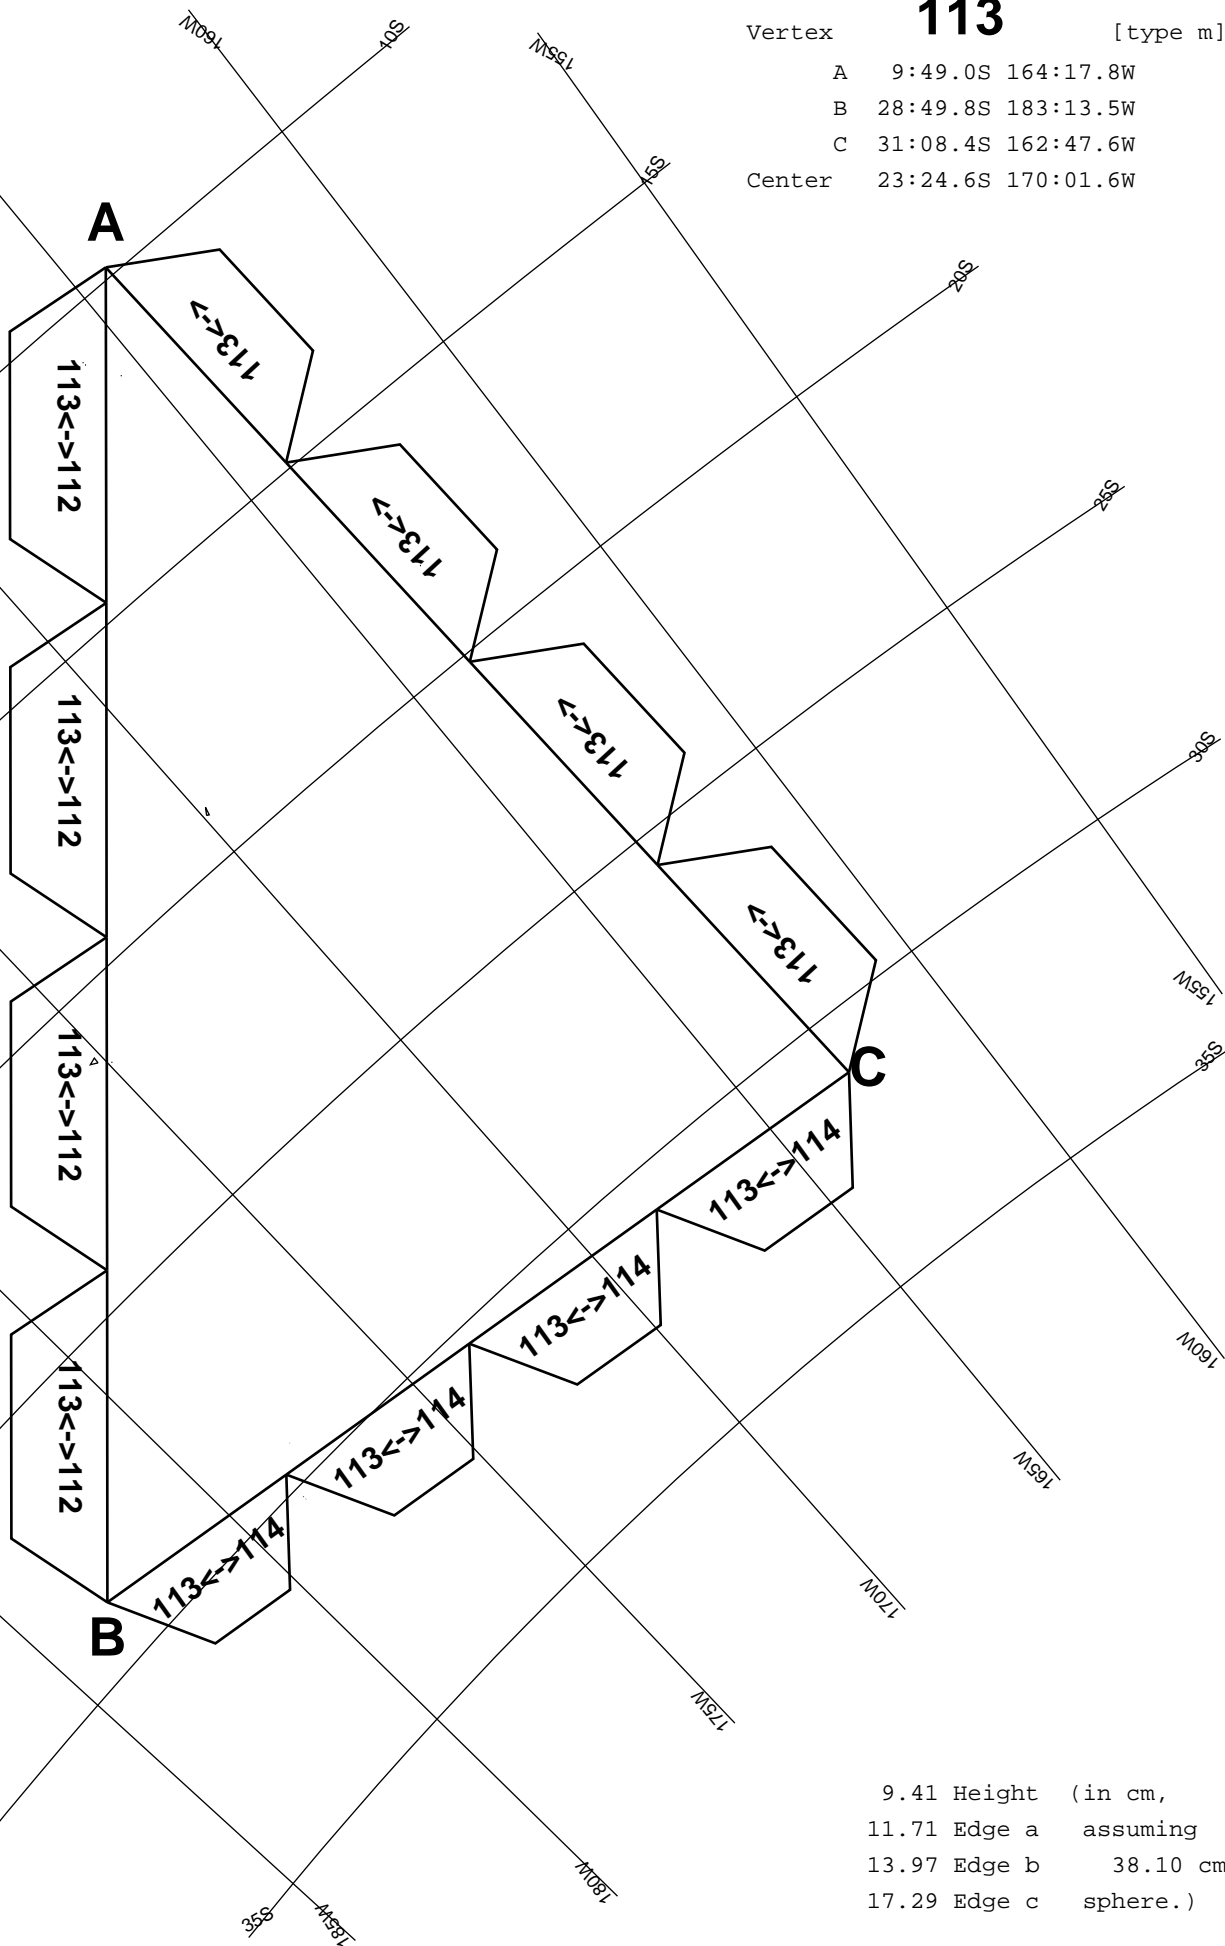 113
Vertex [type m]
A 9:49.0S 164:17.8W
B 28:49.8S 183:13.5W
C 31:08.4S 162:47.6W
Center 23:24.6S 170:01.6W
160W
10S
155W
15S
20S
25S
30S
35S
155W
160W
165W
170W
175W
180W
185W
35S
A
B
C
113<->
113<->
113<->
113<->
113<->112
113<->112
113<->112
113<->112
113<->114
113<->114
113<->114
113<->114
9.41 Height (in cm,
11.71 Edge a assuming
13.97 Edge b 38.10 cm
17.29 Edge c sphere.)